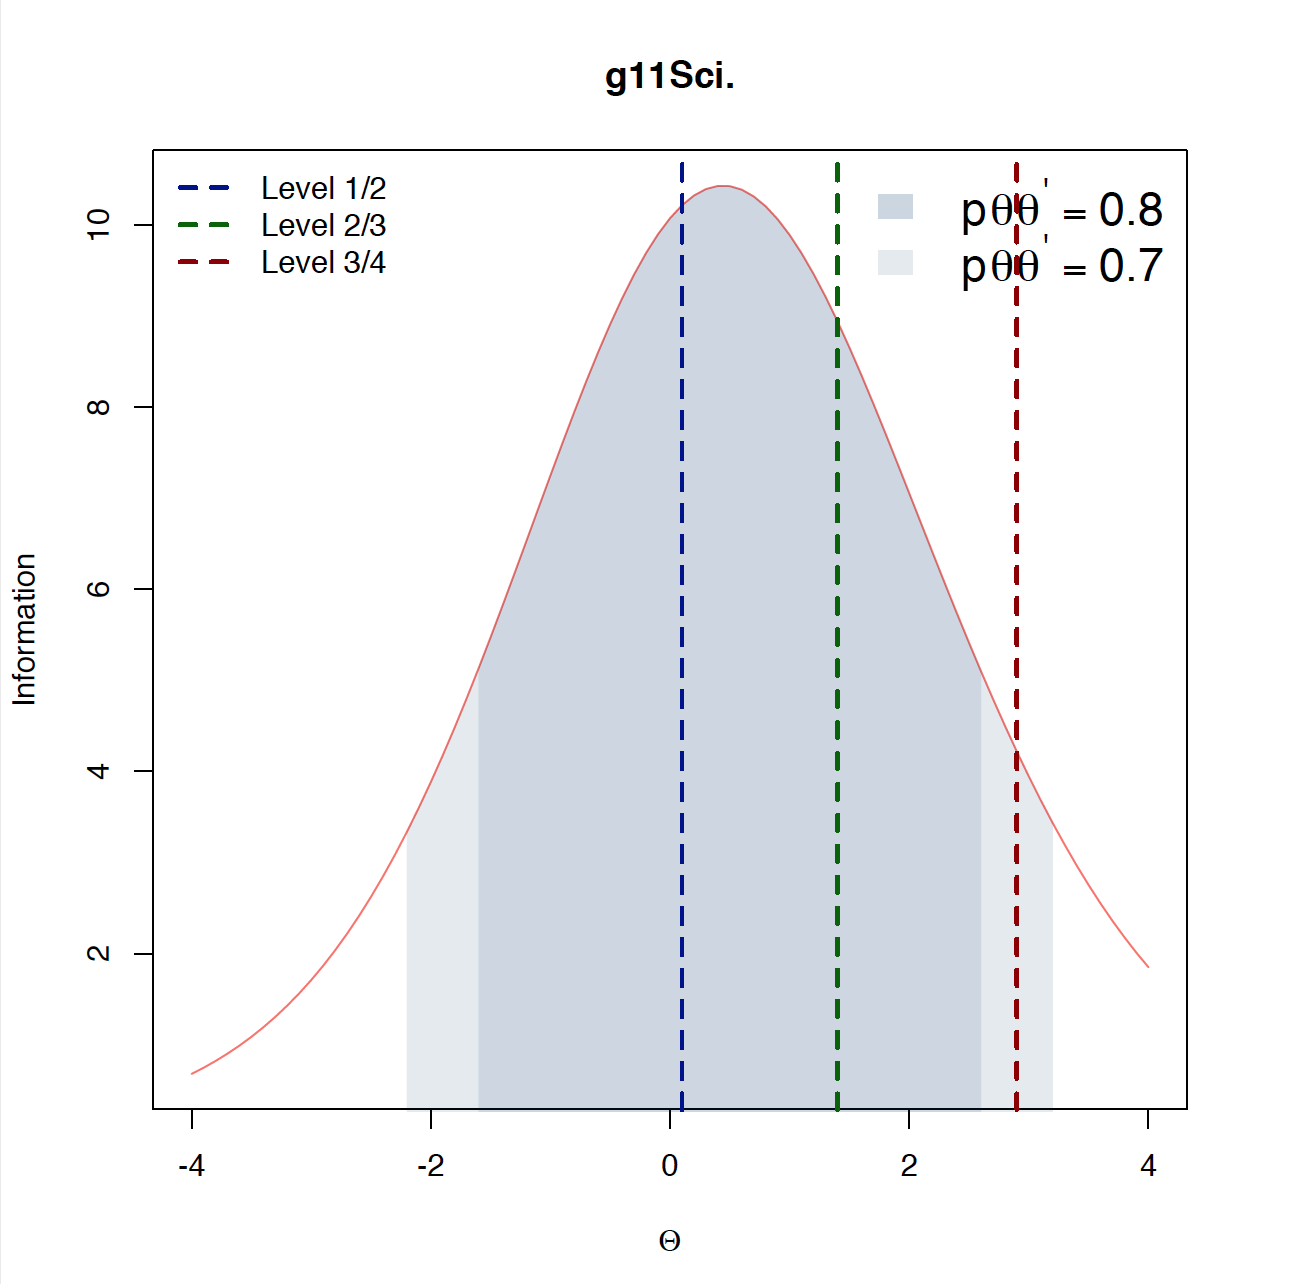 g11Sci.
Level 1/2
Level 2/3
Level 3/4
pθθ' = 0.8
pθθ' = 0.7
Information
10
8
6
4
2
-4 -2 0 2 4
Θ